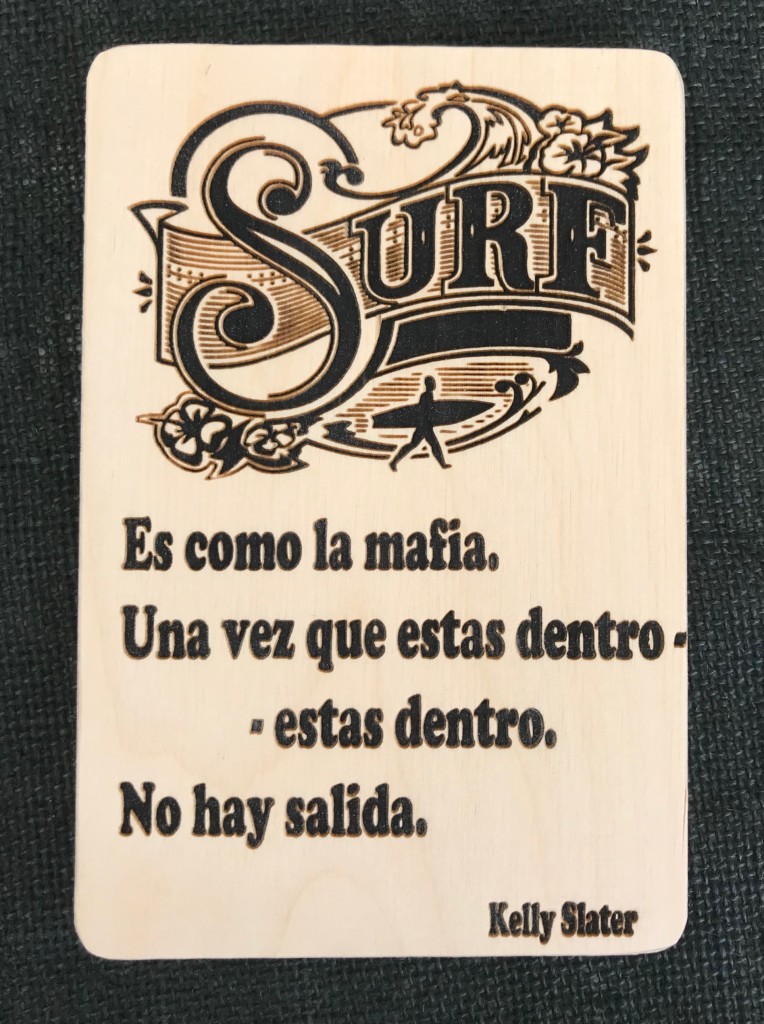 SURF
Es como la mafia.
Una vez que estas dentro -
- estas dentro.
No hay salida.
Kelly Slater